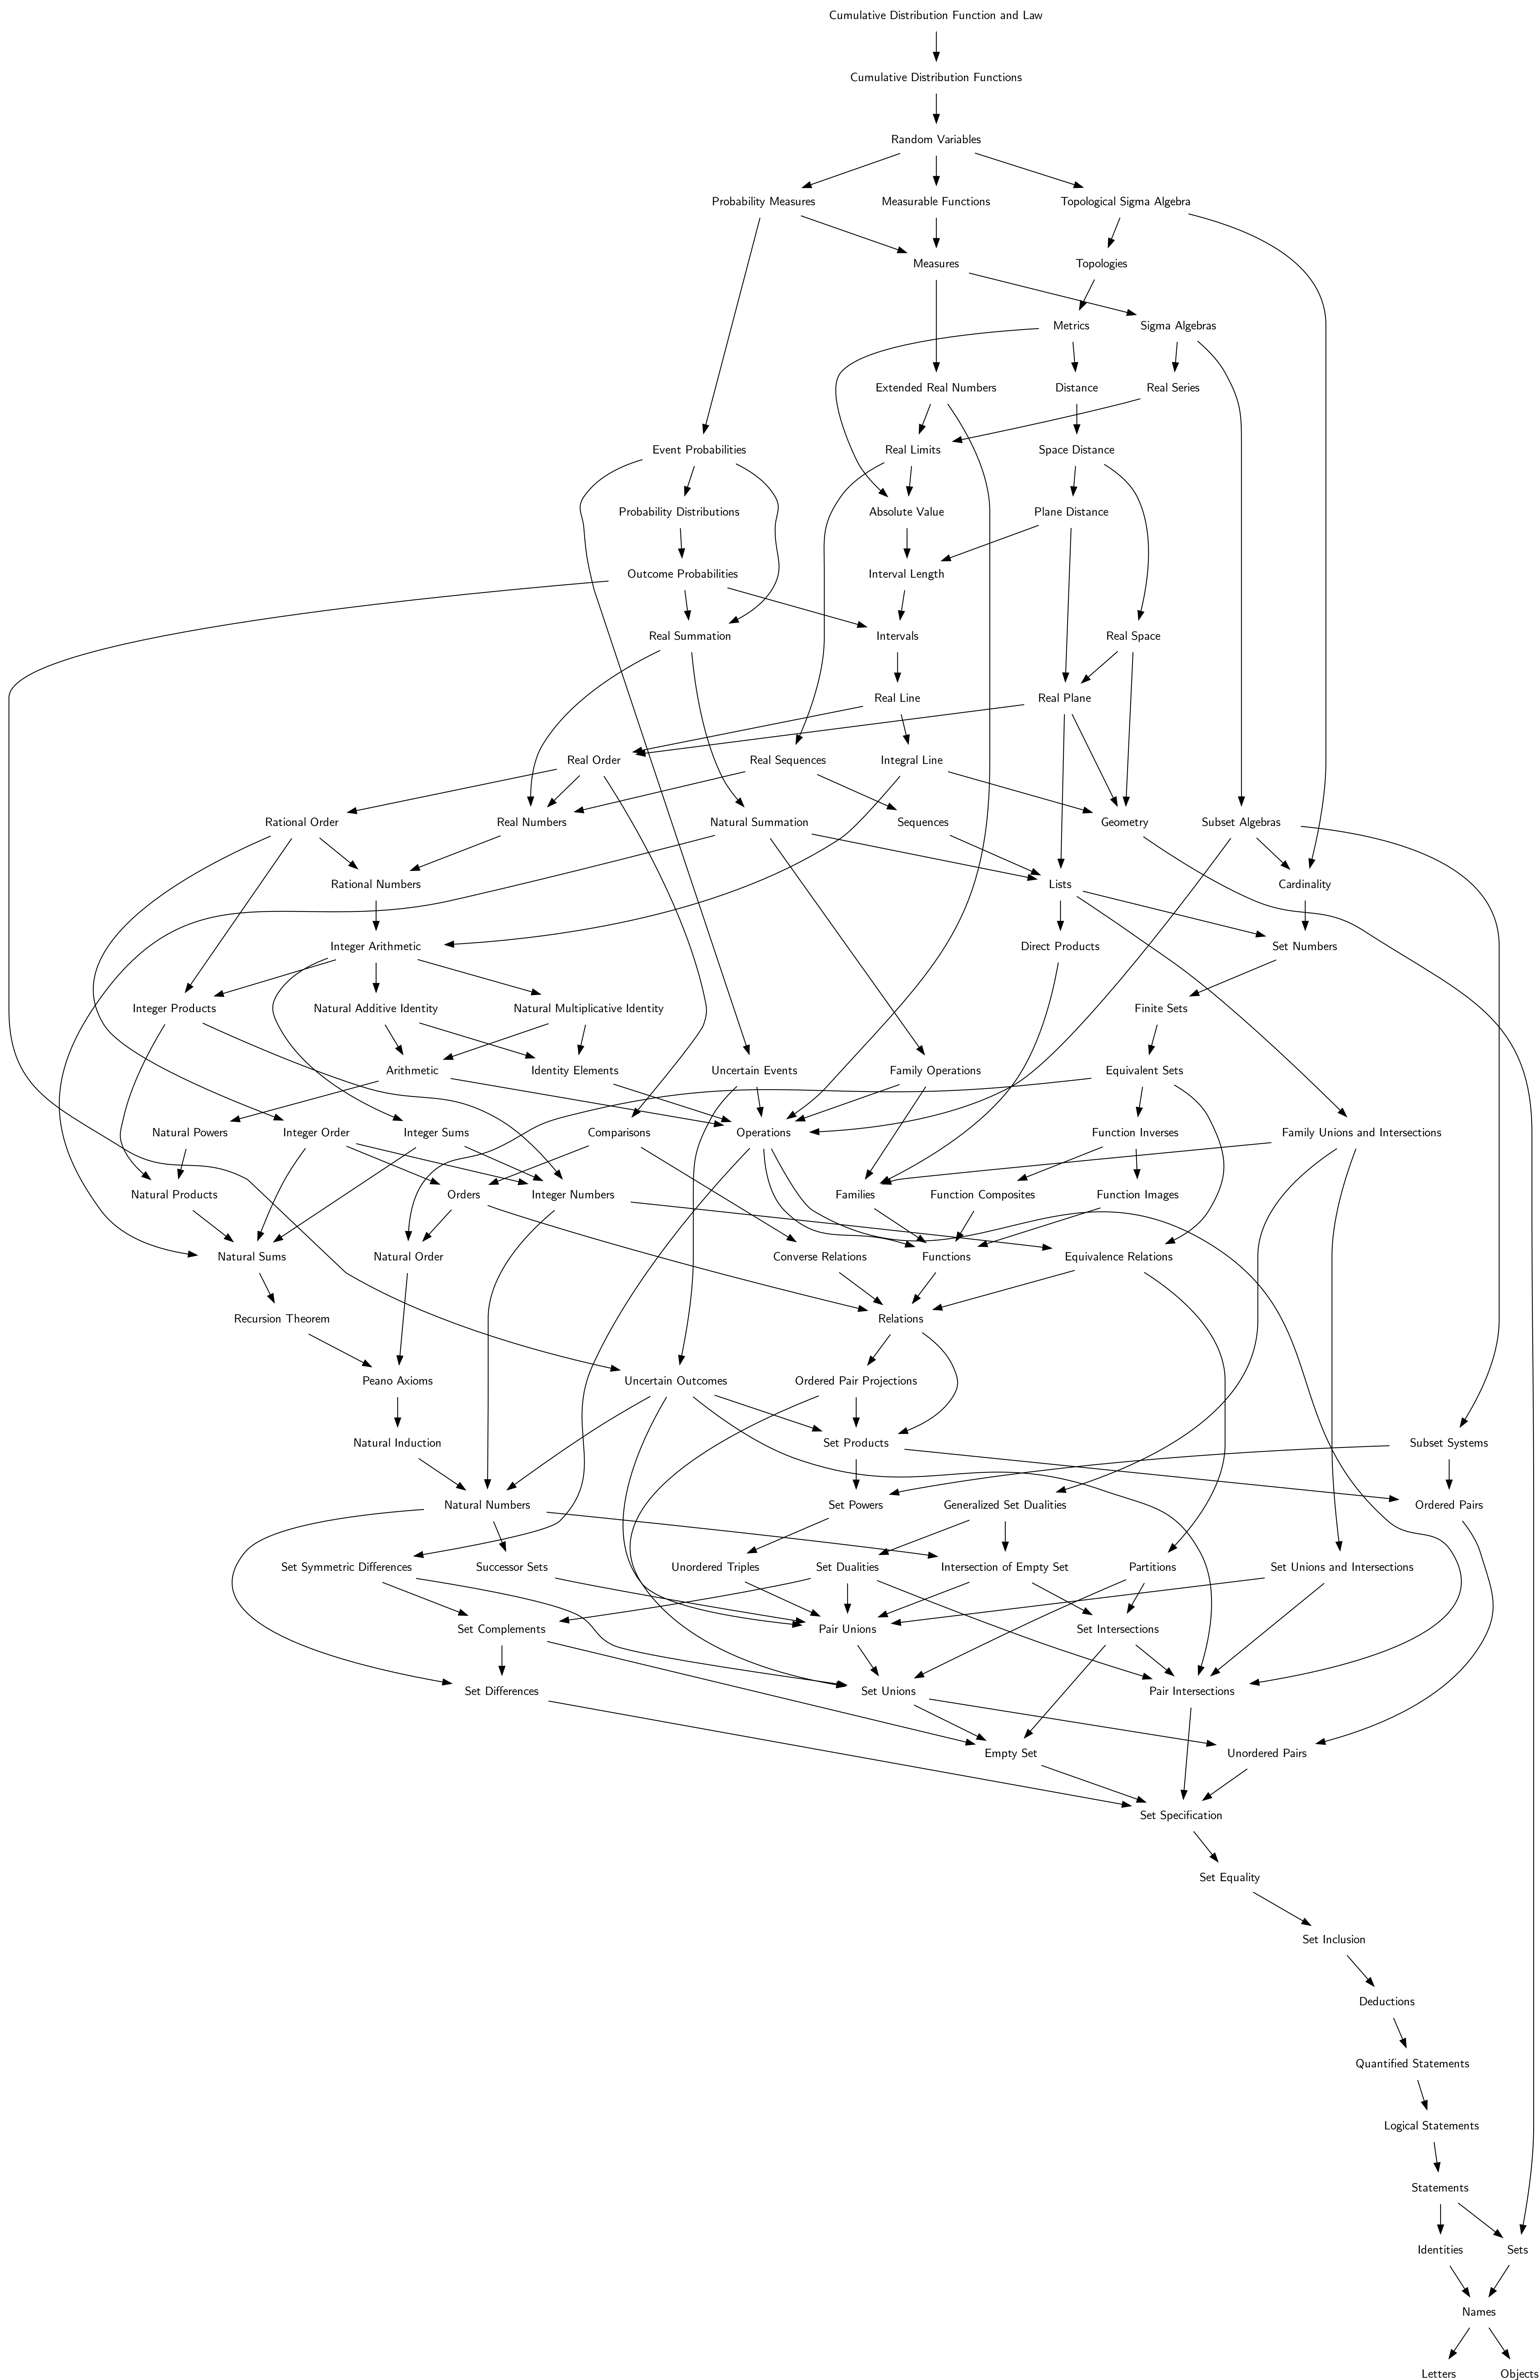 Cumulative Distribution Function and Law
Cumulative Distribution Functions
Random Variables
Probability Measures
Measurable Functions
Topological Sigma Algebra
Measures
Topologies
Metrics
Sigma Algebras
Extended Real Numbers
Distance
Real Series
Event Probabilities
Real Limits
Space Distance
Probability Distributions
Absolute Value
Plane Distance
Outcome Probabilities
Interval Length
Real Summation
Intervals
Real Space
Real Line
Real Plane
Real Order
Real Sequences
Integral Line
Rational Order
Real Numbers
Natural Summation
Sequences
Geometry
Subset Algebras
Rational Numbers
Lists
Cardinality
Integer Arithmetic
Direct Products
Set Numbers
Integer Products
Natural Additive Identity
Natural Multiplicative Identity
Finite Sets
Arithmetic
Identity Elements
Uncertain Events
Family Operations
Equivalent Sets
Natural Powers
Integer Order
Integer Sums
Comparisons
Operations
Function Inverses
Family Unions and Intersections
Natural Products
Orders
Integer Numbers
Families
Function Composites
Function Images
Natural Sums
Natural Order
Converse Relations
Functions
Equivalence Relations
Recursion Theorem
Relations
Peano Axioms
Uncertain Outcomes
Ordered Pair Projections
Natural Induction
Set Products
Subset Systems
Natural Numbers
Set Powers
Generalized Set Dualities
Ordered Pairs
Set Symmetric Differences
Successor Sets
Unordered Triples
Set Dualities
Intersection of Empty Set
Partitions
Set Unions and Intersections
Set Complements
Pair Unions
Set Intersections
Set Differences
Set Unions
Pair Intersections
Empty Set
Unordered Pairs
Set Specification
Set Equality
Set Inclusion
Deductions
Quantified Statements
Logical Statements
Statements
Identities
Sets
Names
Letters
Objects